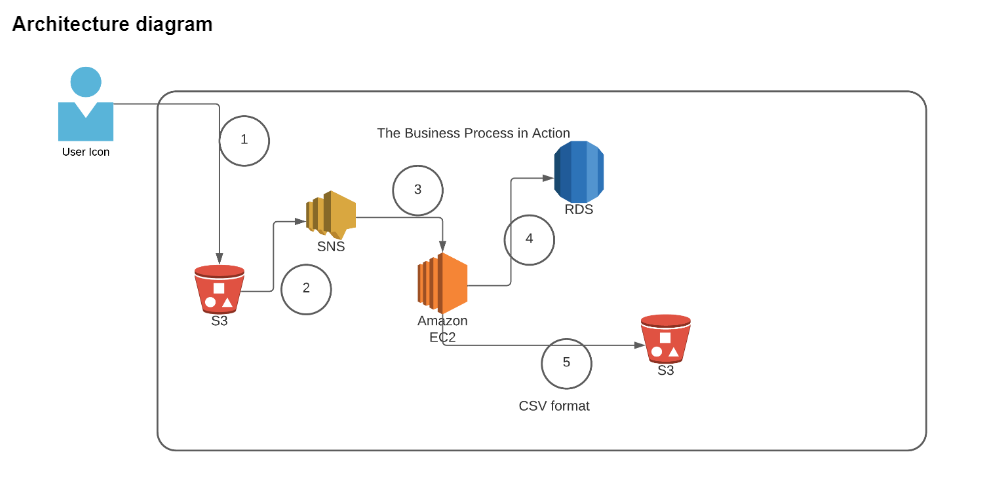 Architecture diagram
User Icon
1
The Business Process in Action
3
RDS
SNS
4
2
S3
Amazon
EC2
5
S3
CSV format